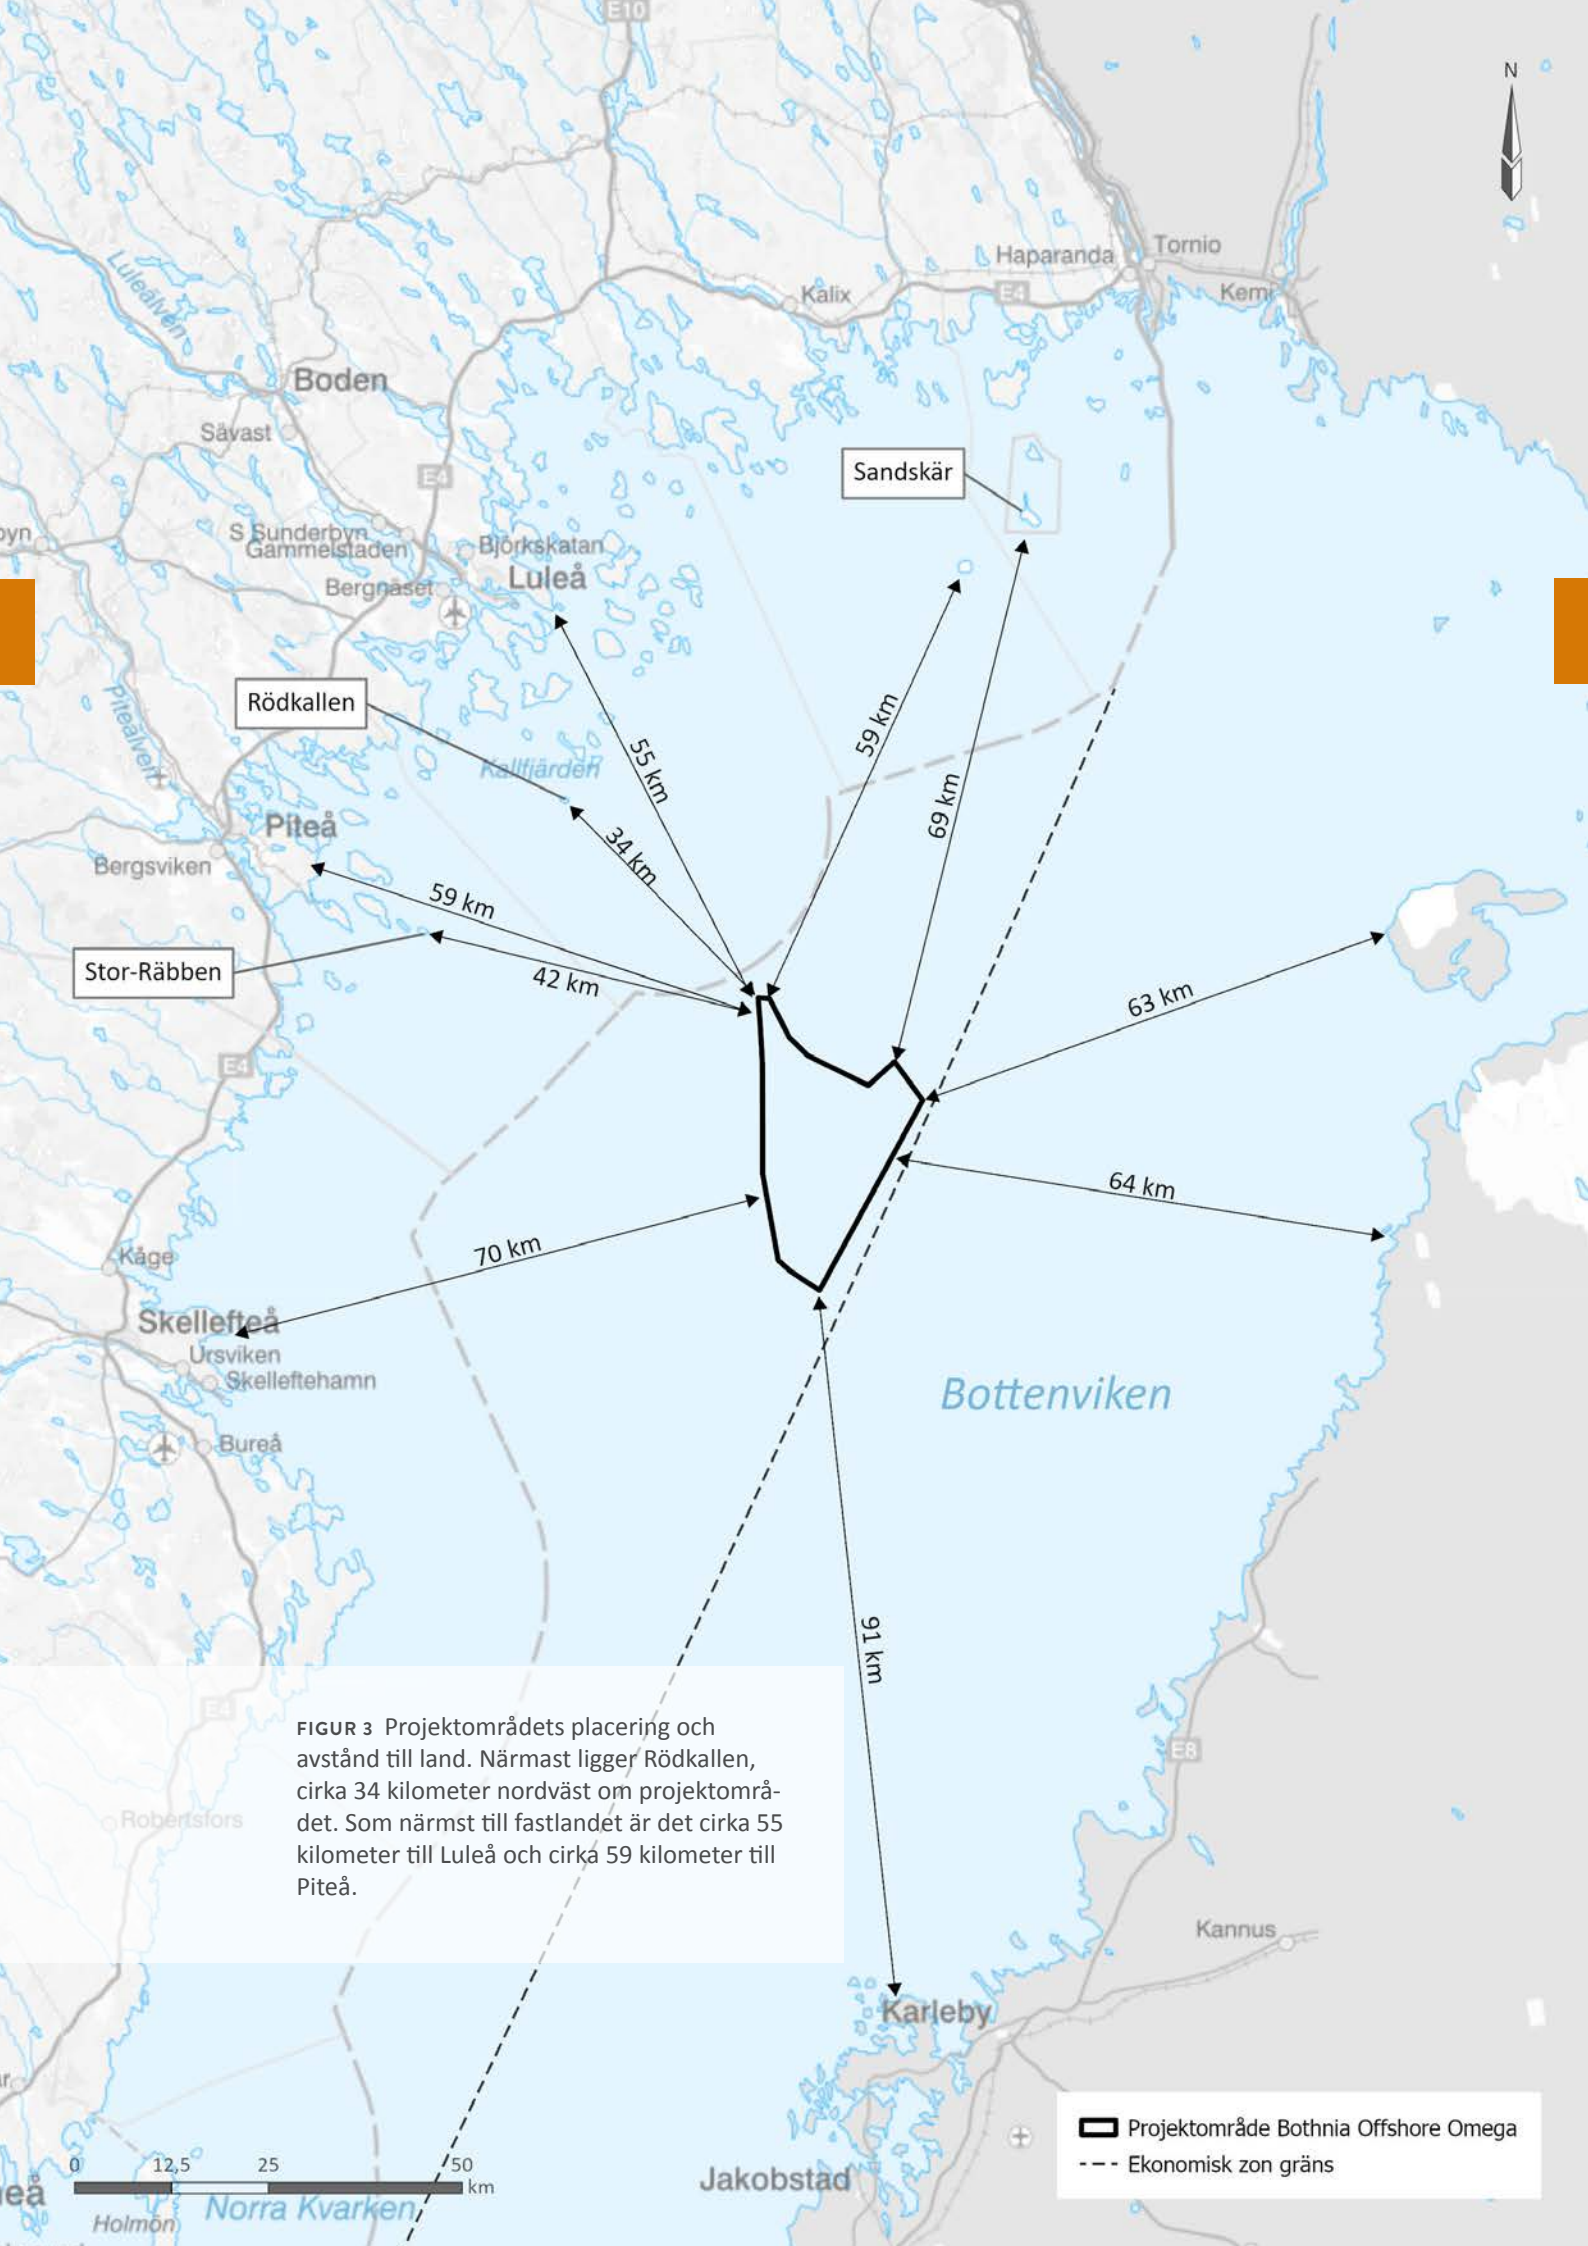 E10
N
Luleälven
Haparanda
Tornio
E4
Kemi
Kalix
Boden
Sävast
E4
Sandskär
S Sunderbyn
Gammelstaden
Björkskatan
Luleå
Bergnäset
Rödkallen
Piteälven
Kallfjärden
55 km
59 km
69 km
34 km
Piteå
Bergsviken
59 km
Stor-Räbben
42 km
63 km
E4
64 km
70 km
Kåge
Skellefteå
Ursviken
Skelleftehamn
Bottenviken
Bureå
91 km
E4
FIGUR 3 Projektområdets placering och
avstånd till land. Närmast ligger Rödkallen,
cirka 34 kilometer nordväst om projektområ-
det. Som närmst till fastlandet är det cirka 55
kilometer till Luleå och cirka 59 kilometer till
Piteå.
E8
Robertsfors
Kannus
Karleby
Projektområde Bothnia Offshore Omega
Ekonomisk zon gräns
0 12,5 25 50
km
Jakobstad
Norra Kvarken
Holmön